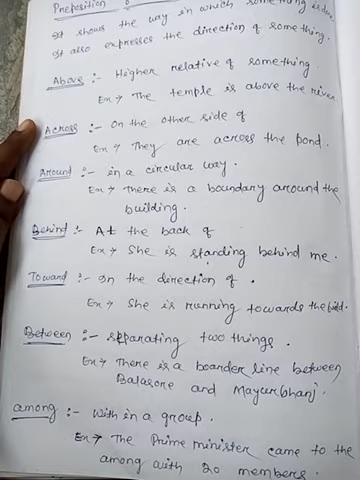 Preposition
It shows the way in which something is done.
It also expresses the direction of something.
Above :- Higher relative of something.
Ex → The temple is above the river.
Across :- On the other side of
Ex → They are across the pond.
Around :- in a circular way.
Ex → There is a boundary around the
building.
Behind :- At the back of
Ex → She is standing behind me.
Toward :- In the direction of .
Ex → She is running towards the field.
Between :- separating two things.
Ex → There is a boarder line between
Balasore and Mayurbhanj.
among :- With in a group.
Ex → The Prime minister came to the
among with 20 members.